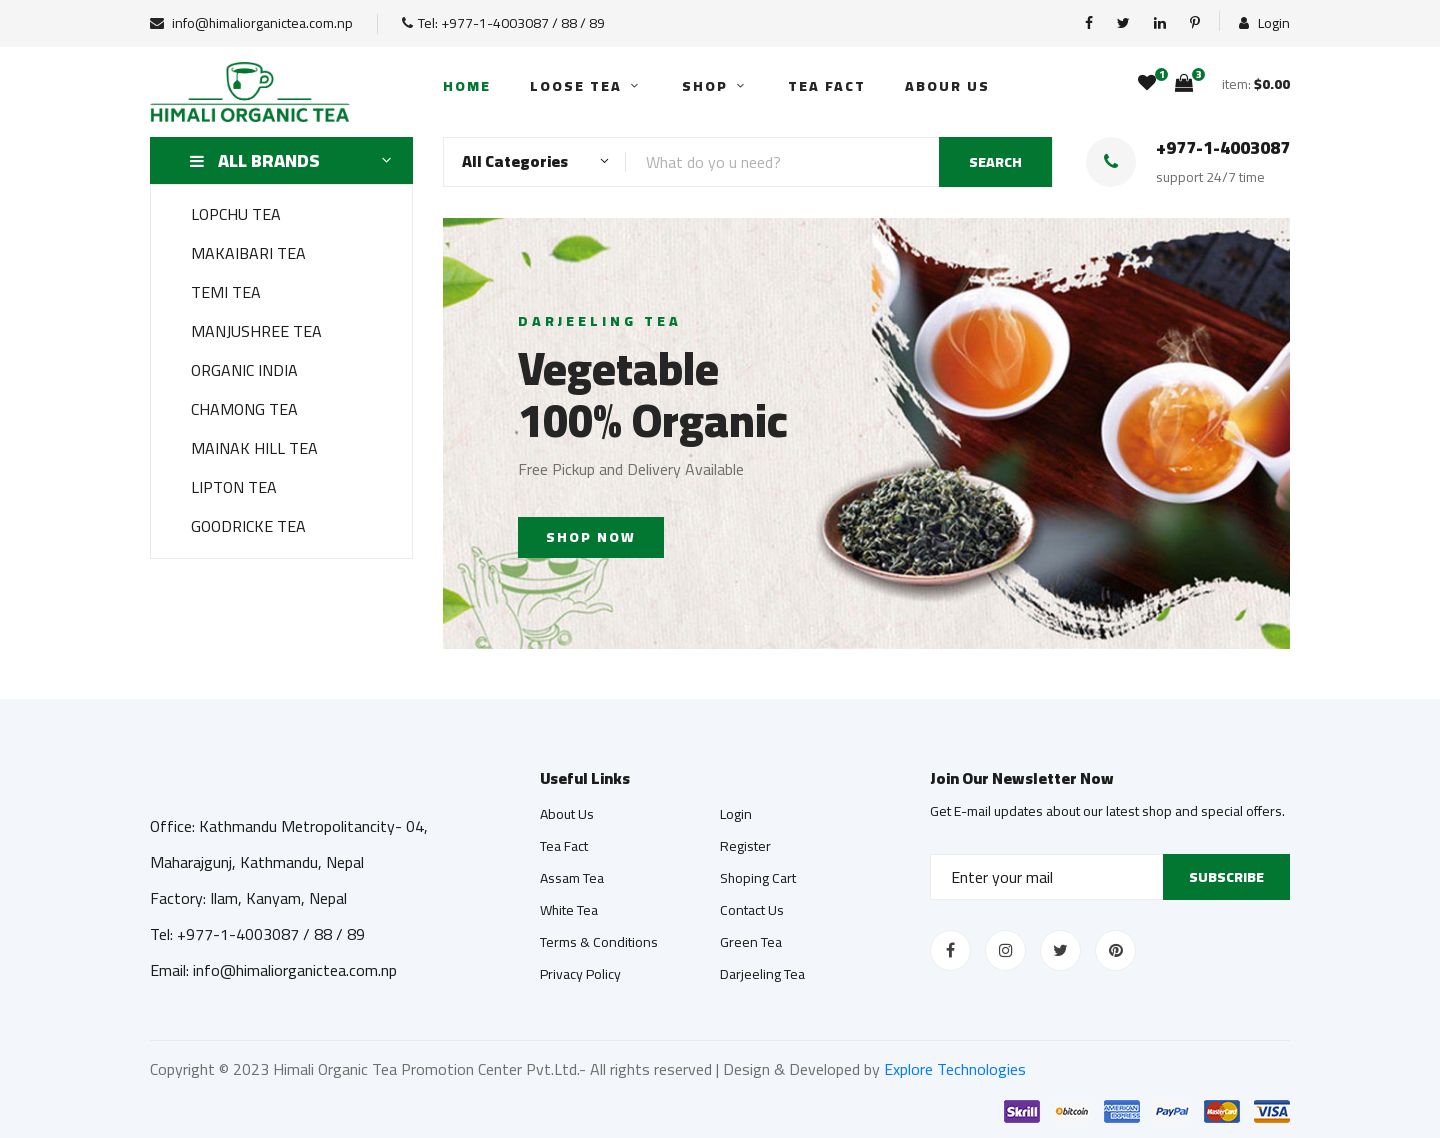 info@himaliorganictea.com.np
Tel: +977-1-4003087 / 88 / 89
Login
HIMALI ORGANIC TEA
HOME
LOOSE TEA
SHOP
TEA FACT
ABOUR US
1
3
item: $0.00
ALL BRANDS
All Categories
What do yo u need?
SEARCH
+977-1-4003087
support 24/7 time
LOPCHU TEA
MAKAIBARI TEA
TEMI TEA
MANJUSHREE TEA
ORGANIC INDIA
CHAMONG TEA
MAINAK HILL TEA
LIPTON TEA
GOODRICKE TEA
DARJEELING TEA
Vegetable
100% Organic
Free Pickup and Delivery Available
SHOP NOW
Office: Kathmandu Metropolitancity- 04,
Maharajgunj, Kathmandu, Nepal
Factory: Ilam, Kanyam, Nepal
Tel: +977-1-4003087 / 88 / 89
Email: info@himaliorganictea.com.np
Useful Links
About Us
Tea Fact
Assam Tea
White Tea
Terms & Conditions
Privacy Policy
Login
Register
Shoping Cart
Contact Us
Green Tea
Darjeeling Tea
Join Our Newsletter Now
Get E-mail updates about our latest shop and special offers.
Enter your mail
SUBSCRIBE
Copyright © 2023 Himali Organic Tea Promotion Center Pvt.Ltd.- All rights reserved | Design & Developed by Explore Technologies
Skrill
bitcoin
AMERICAN EXPRESS
PayPal
MasterCard
VISA